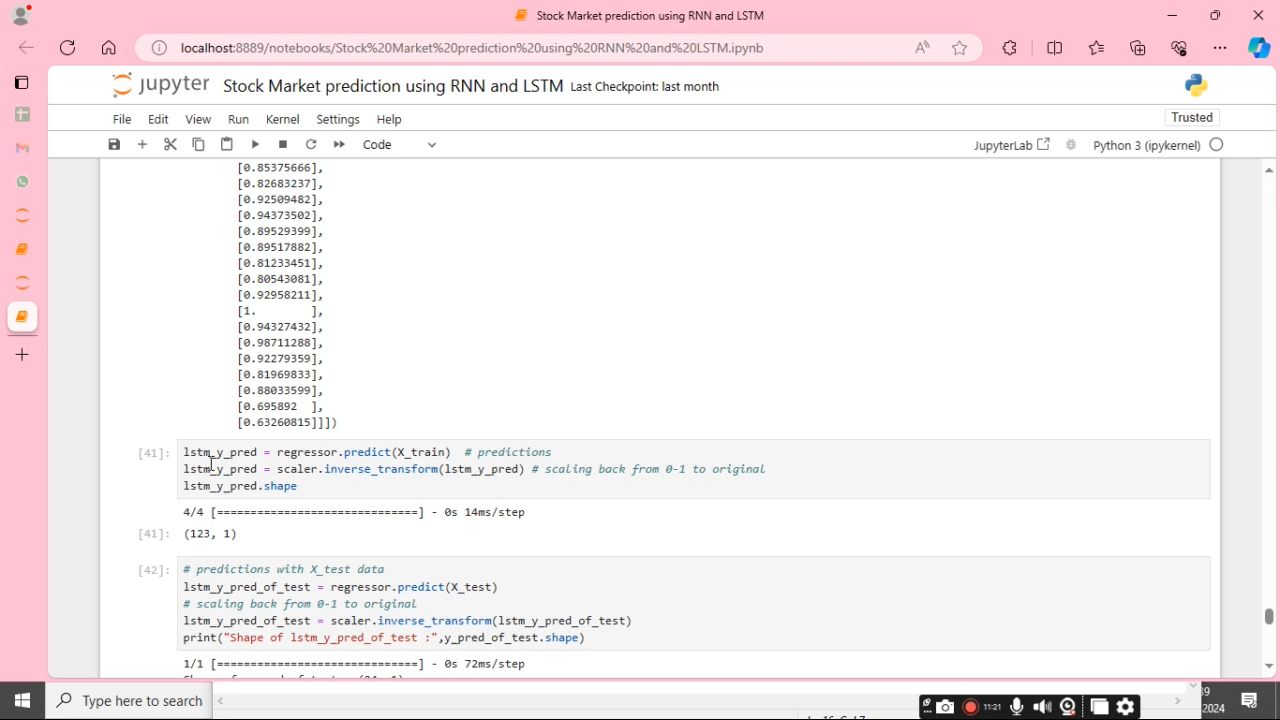 Stock Market prediction using RNN and LSTM
localhost:8889/notebooks/Stock%20Market%20prediction%20using%20RNN%20and%20LSTM.ipynb
jupyter Stock Market prediction using RNN and LSTM Last Checkpoint: last month
File Edit View Run Kernel Settings Help
Trusted
Code JupyterLab Python 3 (ipykernel)
[0.85375666],
[0.82683237],
[0.92509482],
[0.94373502],
[0.89529399],
[0.89517882],
[0.81233451],
[0.80543081],
[0.92958211],
[1. ],
[0.94327432],
[0.98711288],
[0.92279359],
[0.81969833],
[0.88033599],
[0.695892 ],
[0.63260815]]])
[41]: lstm_y_pred = regressor.predict(X_train) # predictions
lstm_y_pred = scaler.inverse_transform(lstm_y_pred) # scaling back from 0-1 to original
lstm_y_pred.shape
4/4 [==============================] - 0s 14ms/step
[41]: (123, 1)
[42]: # predictions with X_test data
lstm_y_pred_of_test = regressor.predict(X_test)
# scaling back from 0-1 to original
lstm_y_pred_of_test = scaler.inverse_transform(lstm_y_pred_of_test)
print("Shape of lstm_y_pred_of_test :",y_pred_of_test.shape)
1/1 [==============================] - 0s 72ms/step
Type here to search
11:21
2024